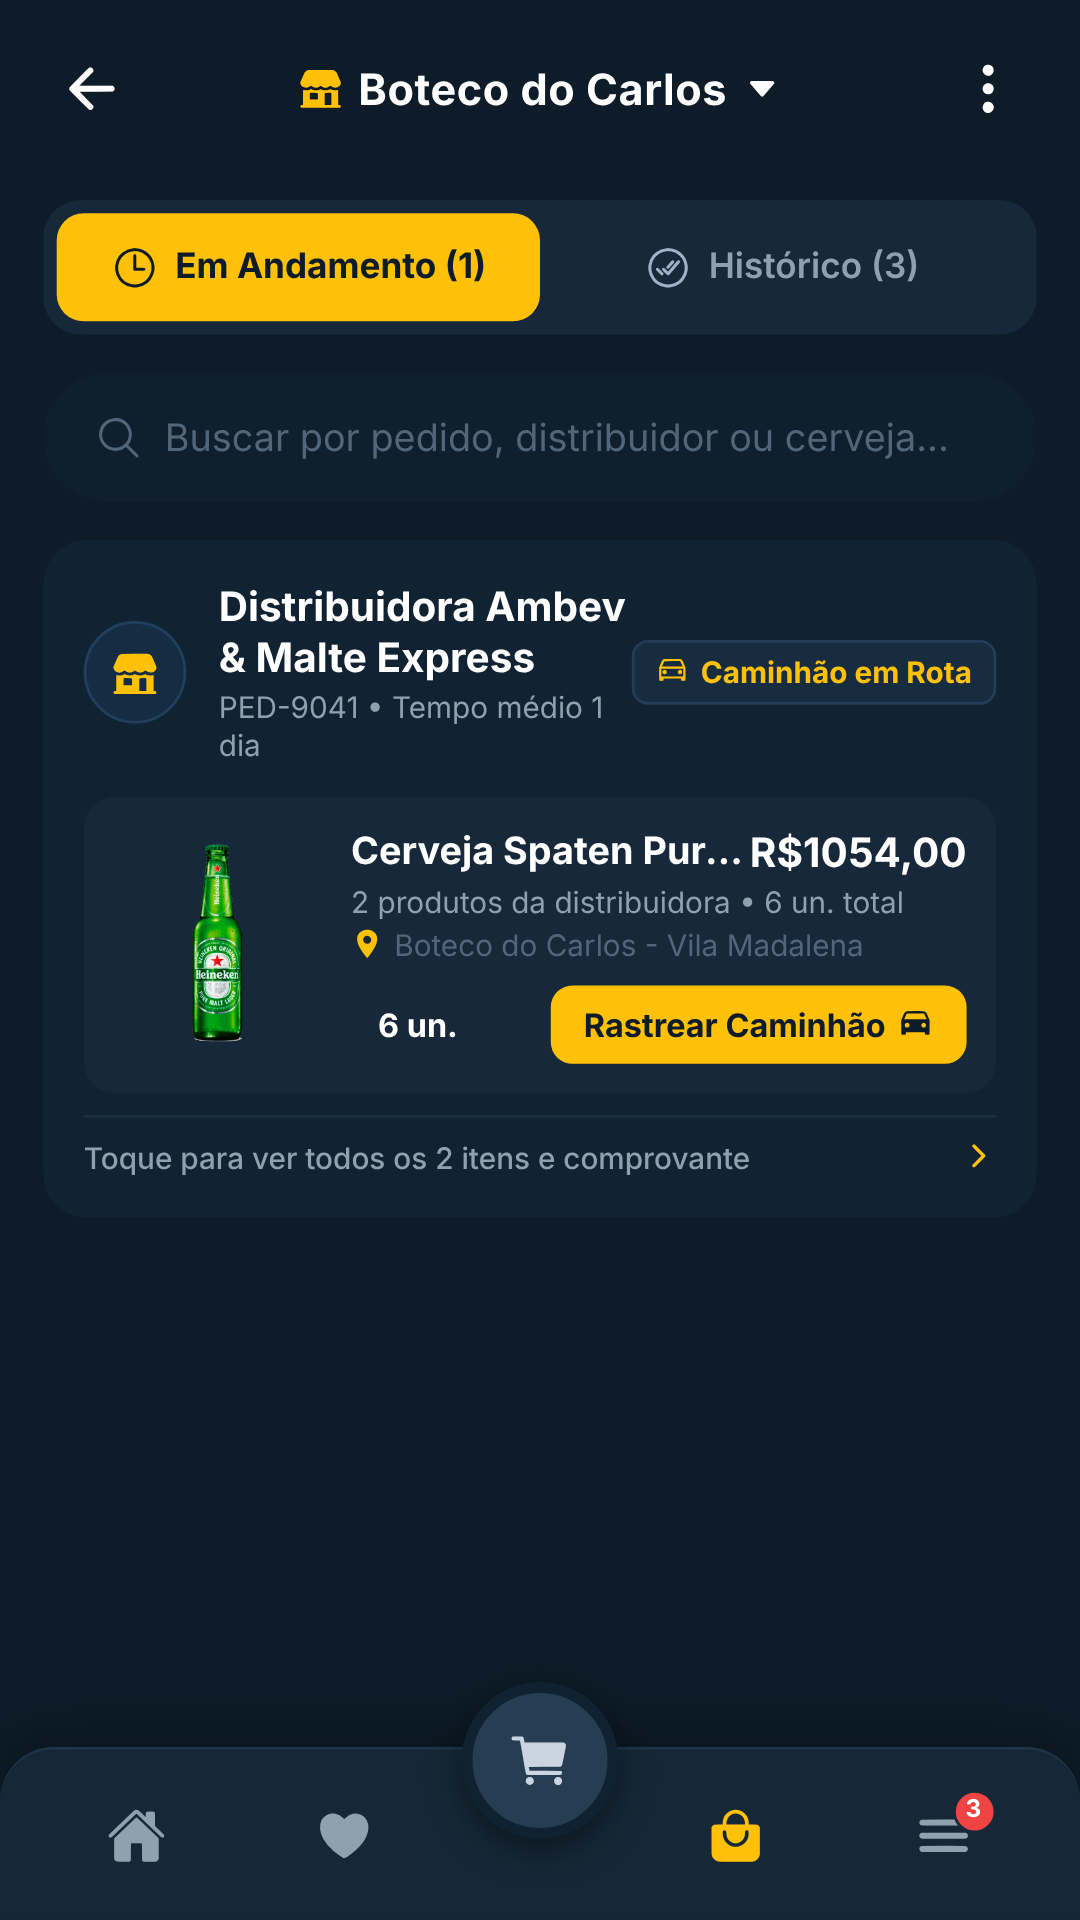 Boteco do Carlos
Em Andamento (1)
Histórico (3)
Buscar por pedido, distribuidor ou cerveja...
Distribuidora Ambev
& Malte Express
PED-9041 • Tempo médio 1
dia
Caminhão em Rota
Cerveja Spaten Pur... R$1054,00
2 produtos da distribuidora • 6 un. total
Boteco do Carlos - Vila Madalena
Heineken
6 un.
Rastrear Caminhão
Toque para ver todos os 2 itens e comprovante
3